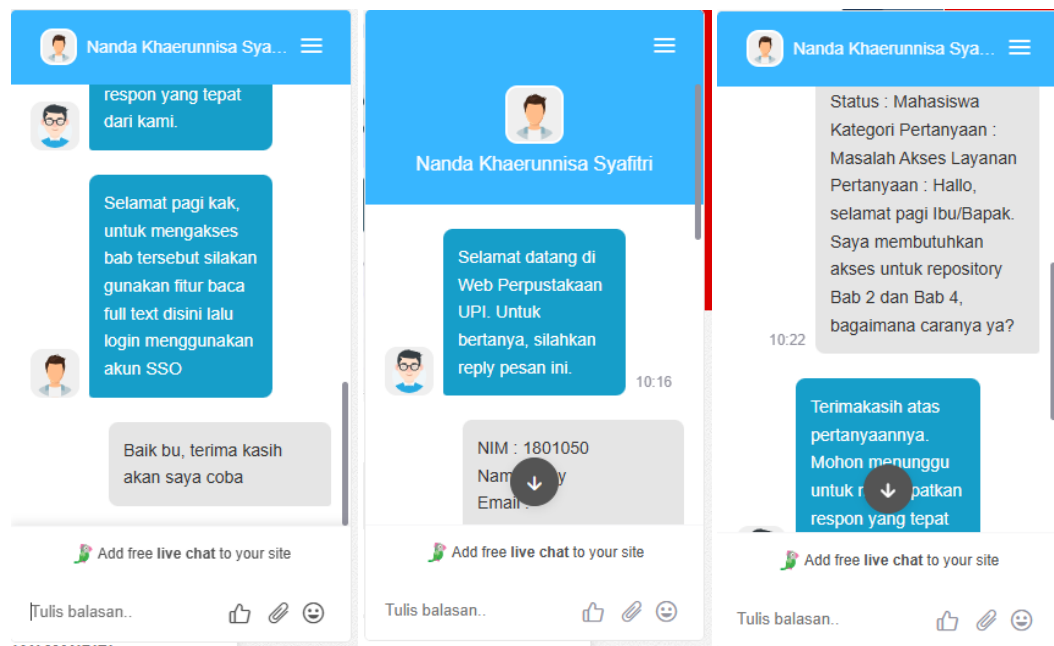 Nanda Khaerunnisa Sya...
respon yang tepat
dari kami.
Selamat pagi kak,
untuk mengakses
bab tersebut silakan
gunakan fitur baca
full text disini lalu
login menggunakan
akun SSO
Baik bu, terima kasih
akan saya coba
Add free live chat to your site
Tulis balasan..
Nanda Khaerunnisa Syafitri
Selamat datang di
Web Perpustakaan
UPI. Untuk
bertanya, silahkan
reply pesan ini.
10:16
NIM : 1801050
Email :
Add free live chat to your site
Tulis balasan..
Nanda Khaerunnisa Sya...
Status : Mahasiswa
Kategori Pertanyaan :
Masalah Akses Layanan
Pertanyaan : Hallo,
selamat pagi Ibu/Bapak.
Saya membutuhkan
akses untuk repository
Bab 2 dan Bab 4,
bagaimana caranya ya?
10:22
Terimakasih atas
pertanyaannya.
Mohon menunggu
untuk
respon yang tepat
Add free live chat to your site
Tulis balasan..